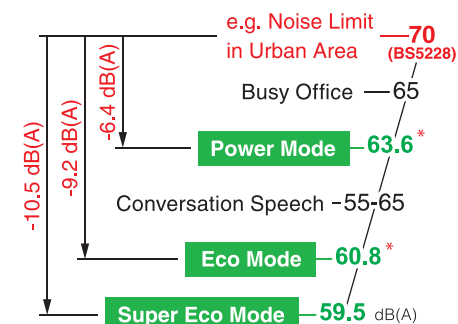 e.g. Noise Limit in Urban Area
70
(BS5228)
Busy Office 65
Power Mode 63.6 *
Conversation Speech 55-65
Eco Mode 60.8 *
Super Eco Mode 59.5 dB(A)
-10.5 dB(A)
-9.2 dB(A)
-6.4 dB(A)